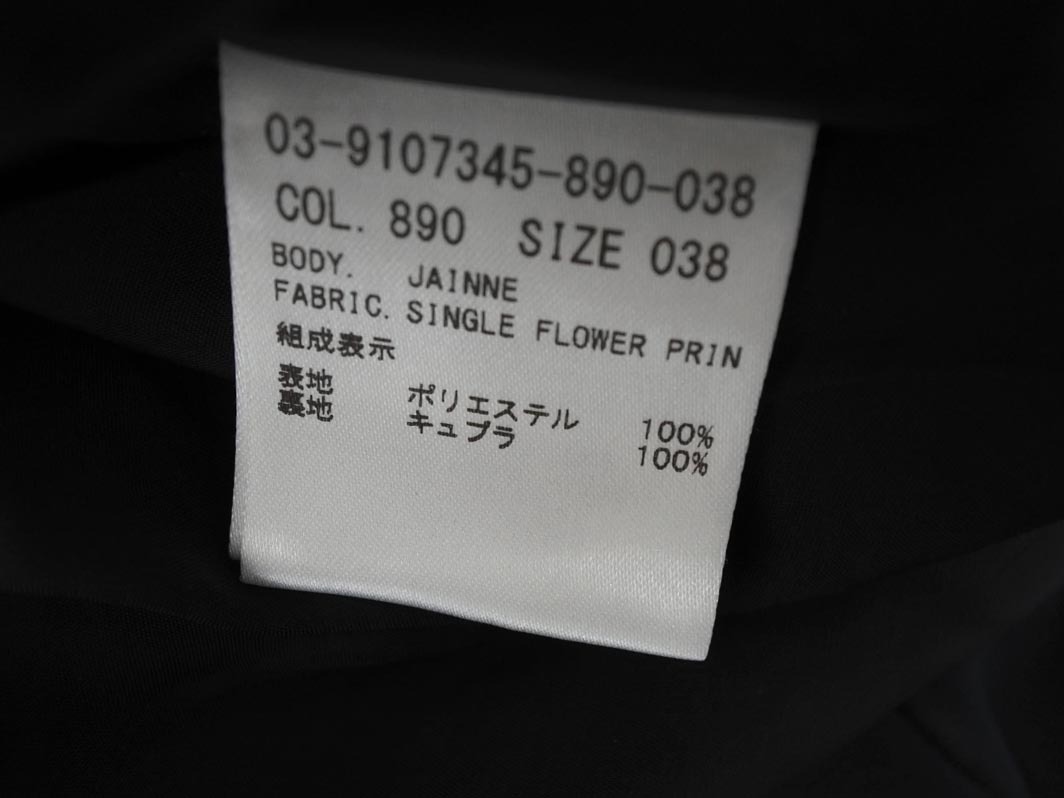 03-9107345-890-038
COL. 890 SIZE 038
BODY. JAINNE
FABRIC. SINGLE FLOWER PRIN
組成表示
表地 ポリエステル 100%
裏地 キュプラ 100%